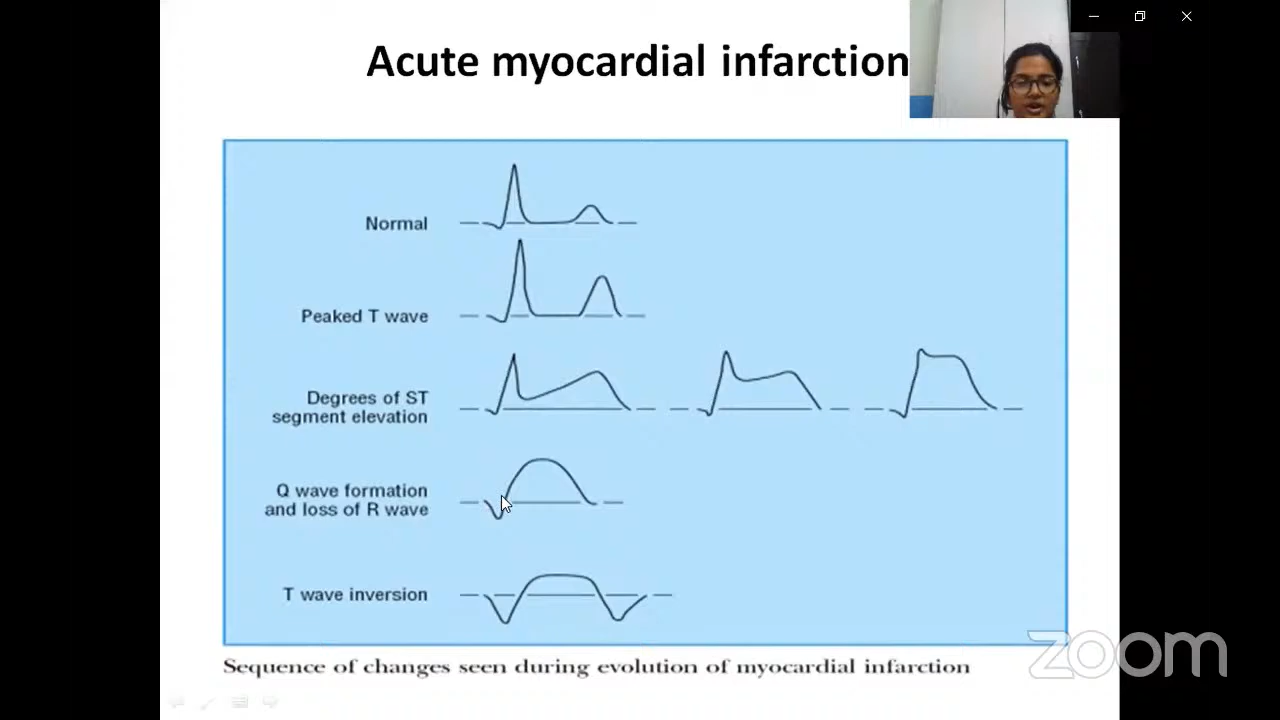 Acute myocardial infarction
Normal
Peaked T wave
Degrees of ST
segment elevation
Q wave formation
and loss of R wave
T wave inversion
Sequence of changes seen during evolution of myocardial infarction
zoom